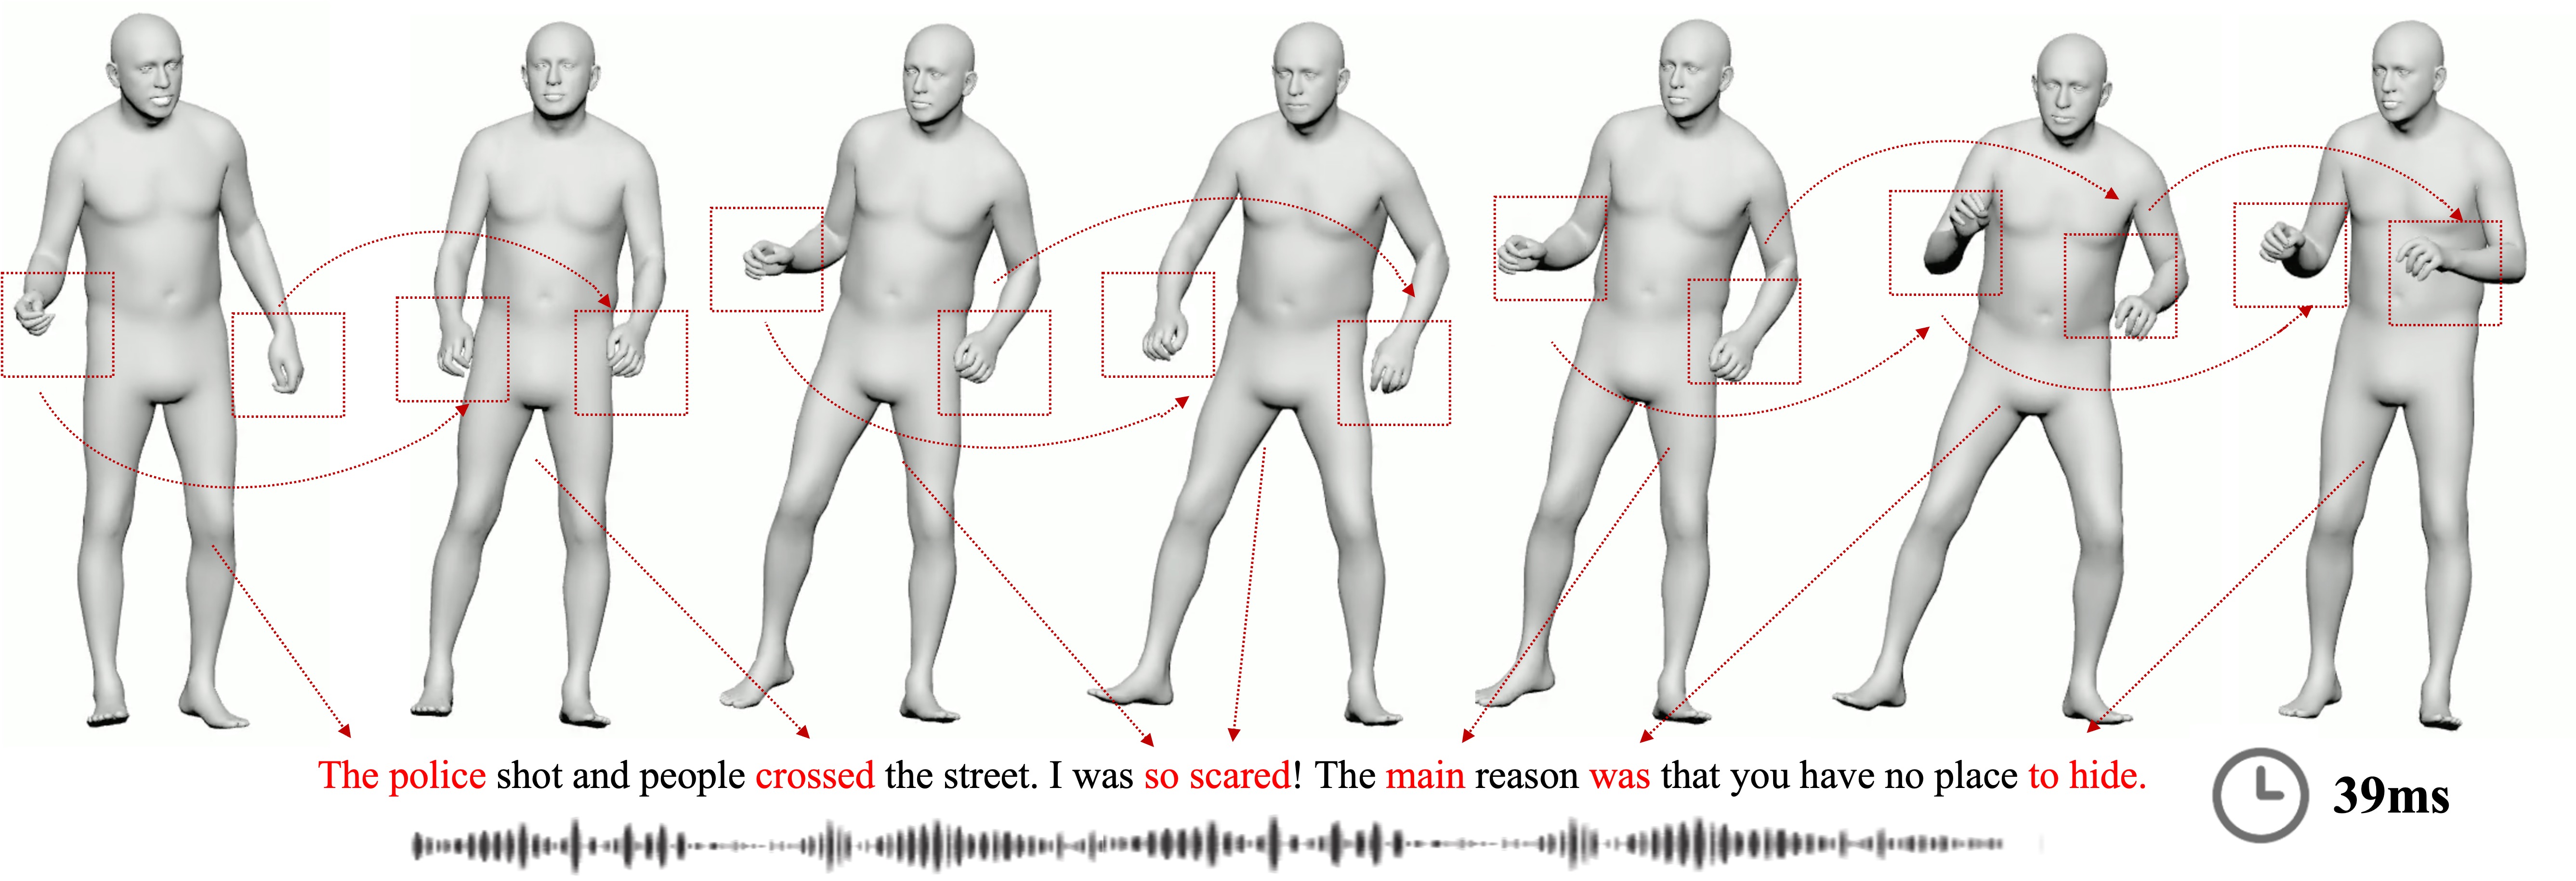 The police shot and people crossed the street. I was so scared! The main reason was that you have no place to hide.
39ms